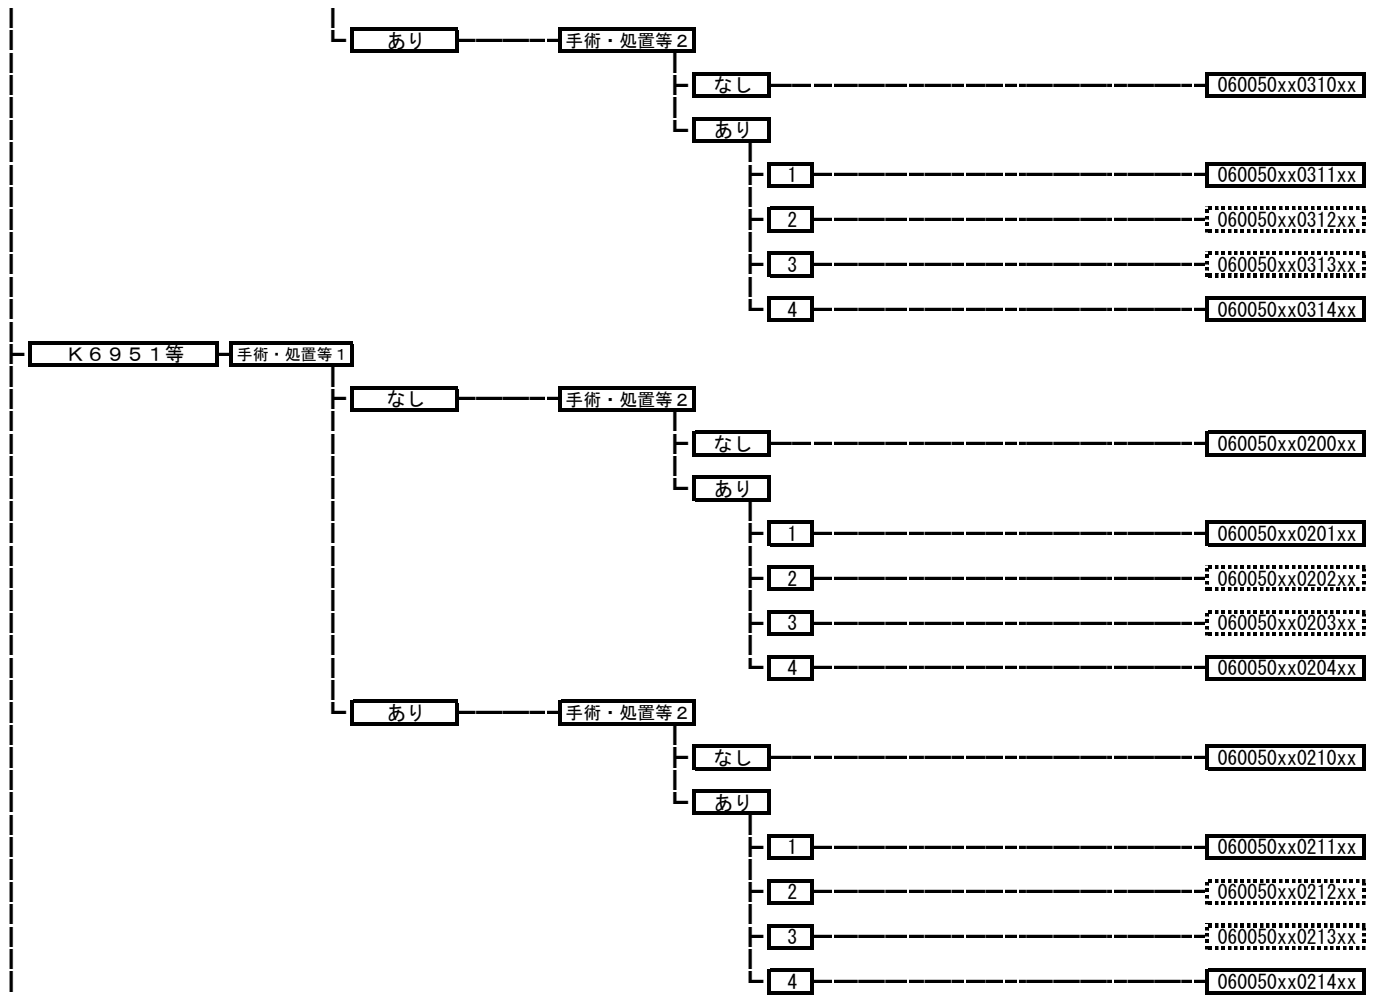 あり 手術・処置等２
なし 060050xx0310xx
あり
1 060050xx0311xx
2 060050xx0312xx
3 060050xx0313xx
4 060050xx0314xx
Ｋ６９５１等 手術・処置等１
なし 手術・処置等２
なし 060050xx0200xx
あり
1 060050xx0201xx
2 060050xx0202xx
3 060050xx0203xx
4 060050xx0204xx
あり 手術・処置等２
なし 060050xx0210xx
あり
1 060050xx0211xx
2 060050xx0212xx
3 060050xx0213xx
4 060050xx0214xx